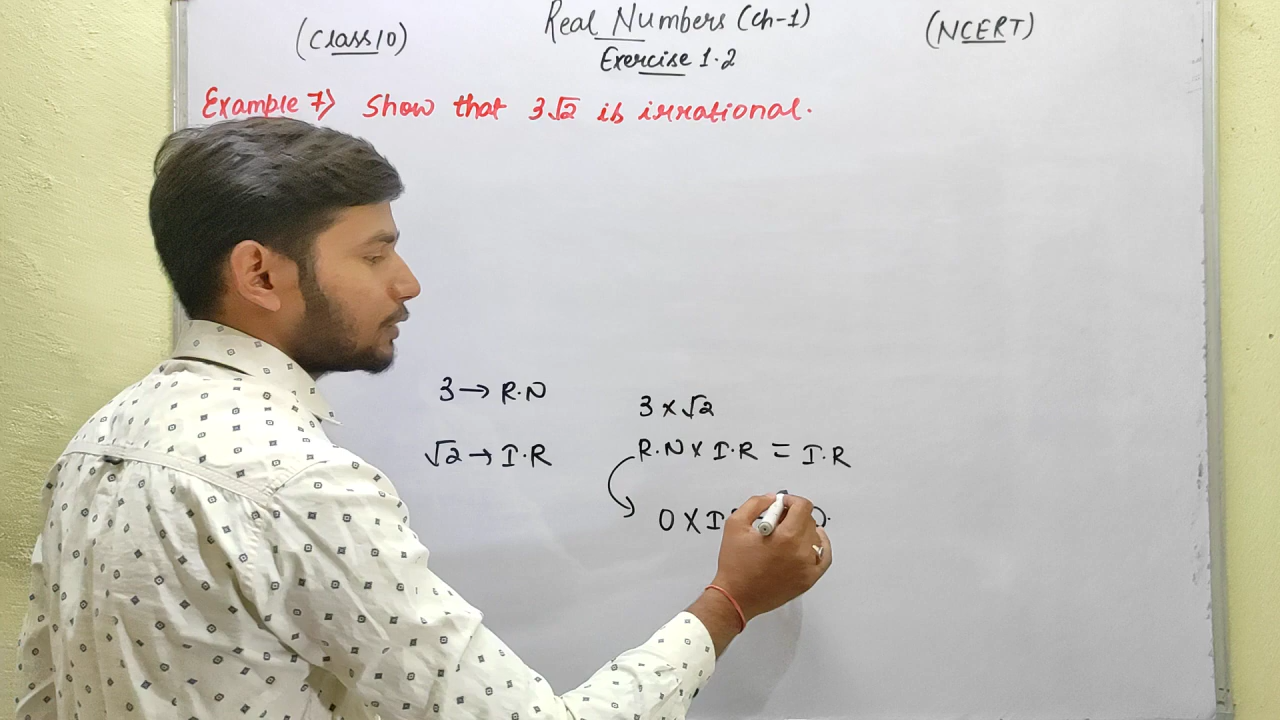 (Class 10)
Real Numbers (Ch-1)
(NCERT)
Exercise 1.2
Example 7) Show that 3√2 is irrational.
3 → R.N
3 × √2
√2 → I.R
R.N × I.R = I.R
0 × I